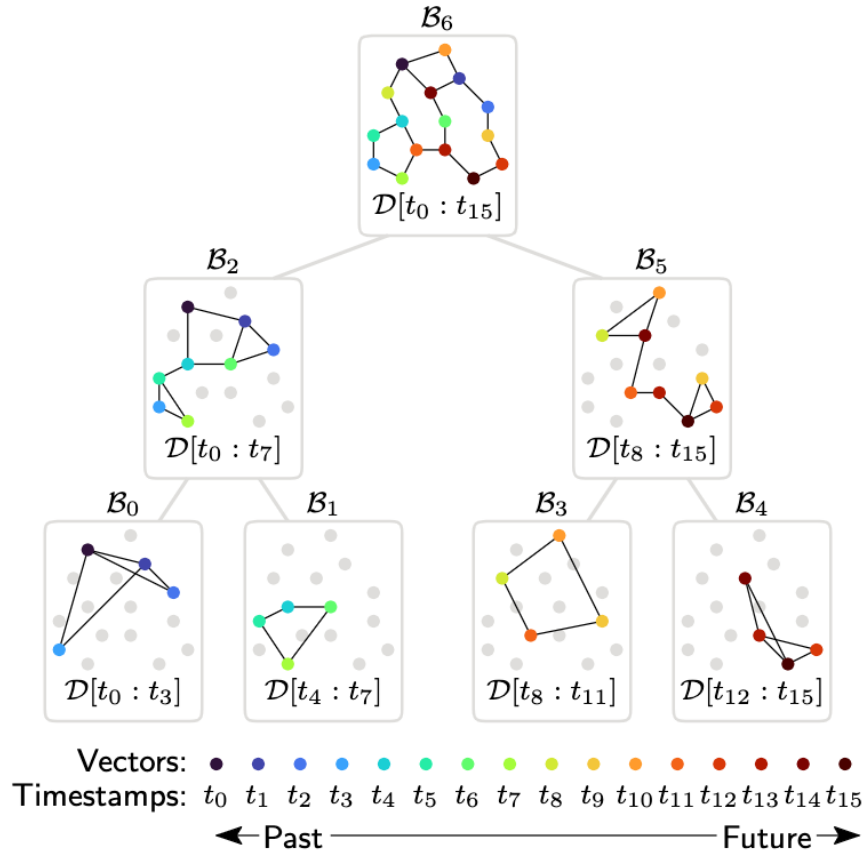 B₆
D[t₀ : t₁₅]
B₂ B₅
D[t₀ : t₇] D[t₈ : t₁₅]
B₀ B₁ B₃ B₄
D[t₀ : t₃] D[t₄ : t₇] D[t₈ : t₁₁] D[t₁₂ : t₁₅]
Vectors:
Timestamps: t₀ t₁ t₂ t₃ t₄ t₅ t₆ t₇ t₈ t₉ t₁₀ t₁₁ t₁₂ t₁₃ t₁₄ t₁₅
Past Future